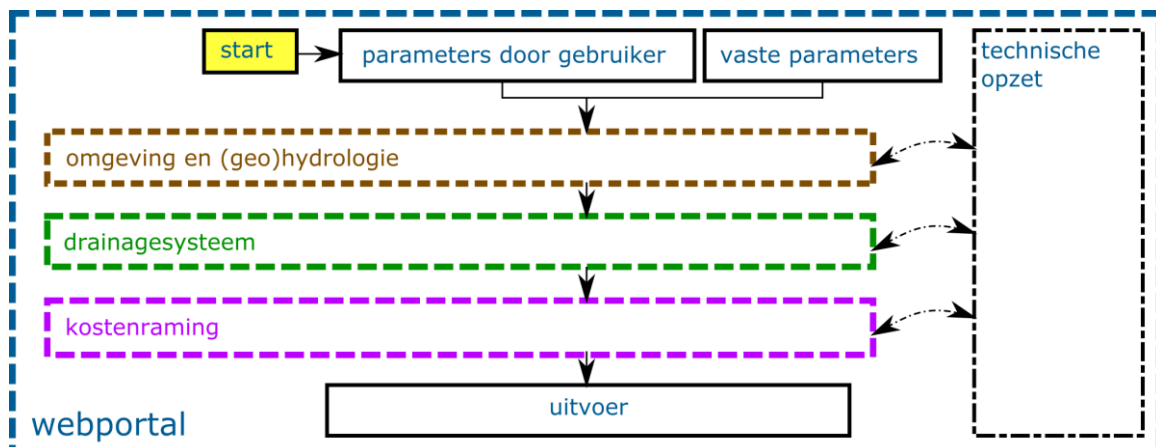 start
parameters door gebruiker
vaste parameters
technische
opzet
omgeving en (geo)hydrologie
drainagesysteem
kostenraming
uitvoer
webportal